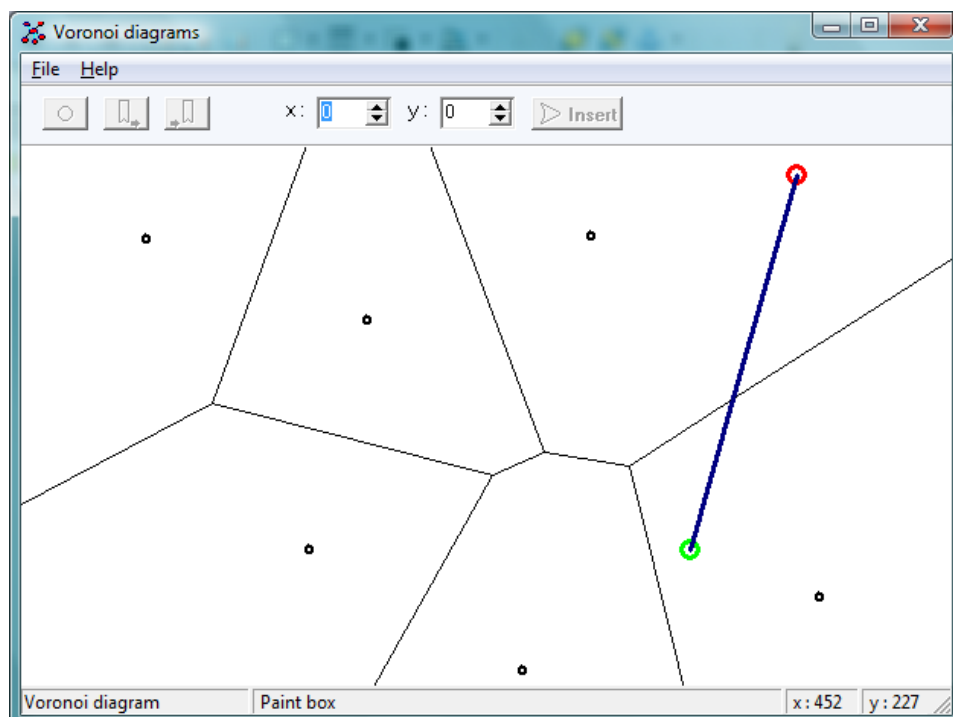 Voronoi diagrams
File Help
x: 0 y: 0 Insert
Voronoi diagram Paint box x: 452 y: 227